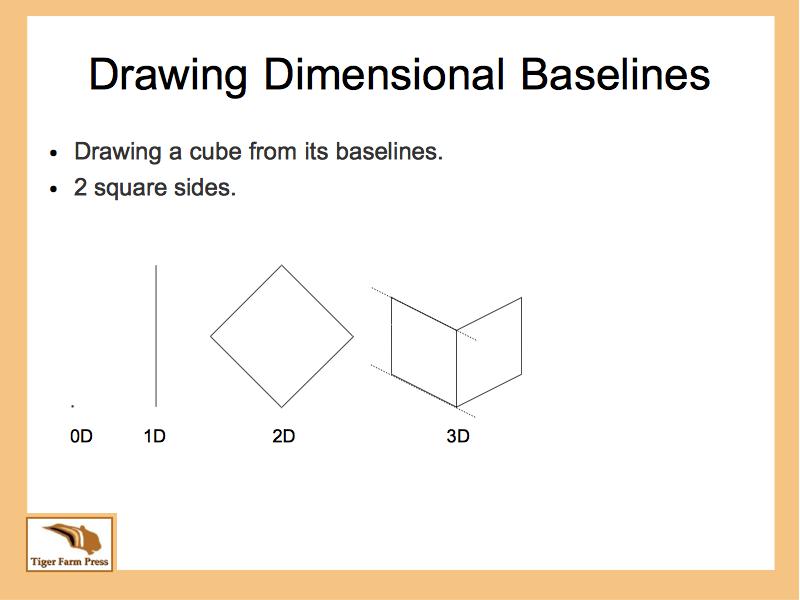 Drawing Dimensional Baselines
• Drawing a cube from its baselines.
• 2 square sides.
0D 1D 2D 3D
Tiger Farm Press